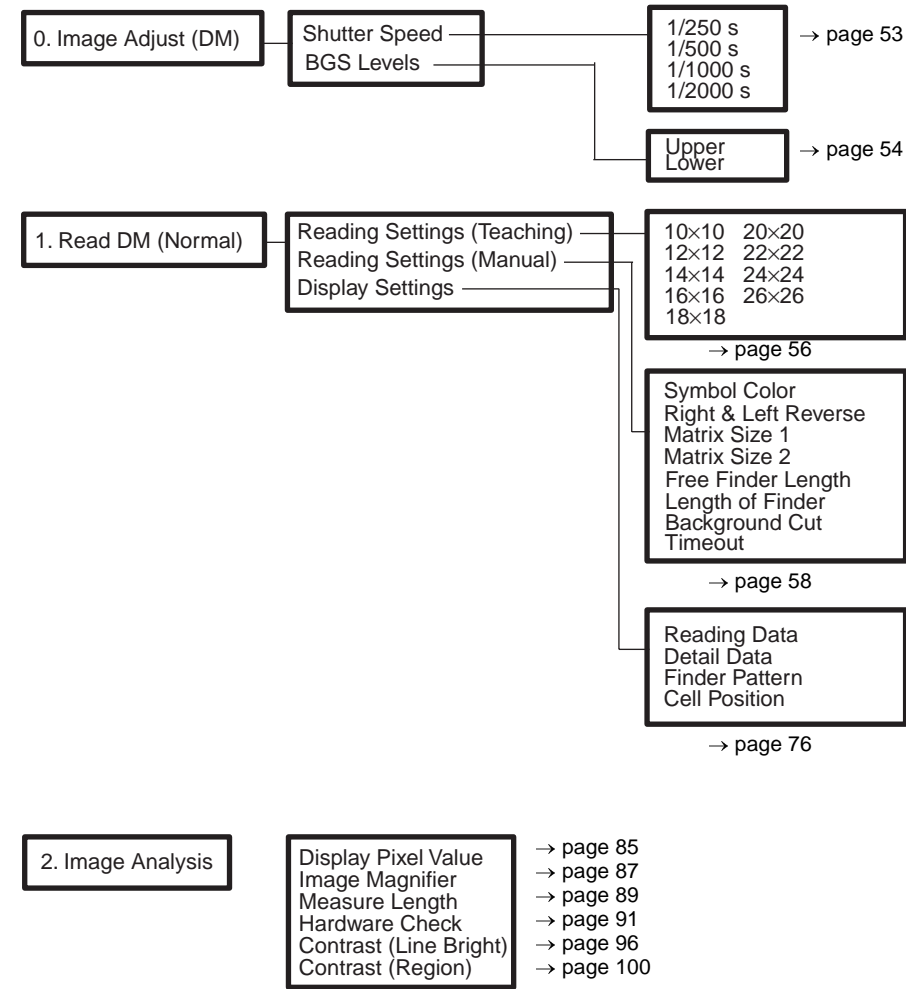 0. Image Adjust (DM)
Shutter Speed
BGS Levels
1/250 s
1/500 s
1/1000 s
1/2000 s
→ page 53
Upper
Lower
→ page 54
1. Read DM (Normal)
Reading Settings (Teaching)
Reading Settings (Manual)
Display Settings
10×10 20×20
12×12 22×22
14×14 24×24
16×16 26×26
18×18
→ page 56
Symbol Color
Right & Left Reverse
Matrix Size 1
Matrix Size 2
Free Finder Length
Length of Finder
Background Cut
Timeout
→ page 58
Reading Data
Detail Data
Finder Pattern
Cell Position
→ page 76
2. Image Analysis
Display Pixel Value → page 85
Image Magnifier → page 87
Measure Length → page 89
Hardware Check → page 91
Contrast (Line Bright) → page 96
Contrast (Region) → page 100